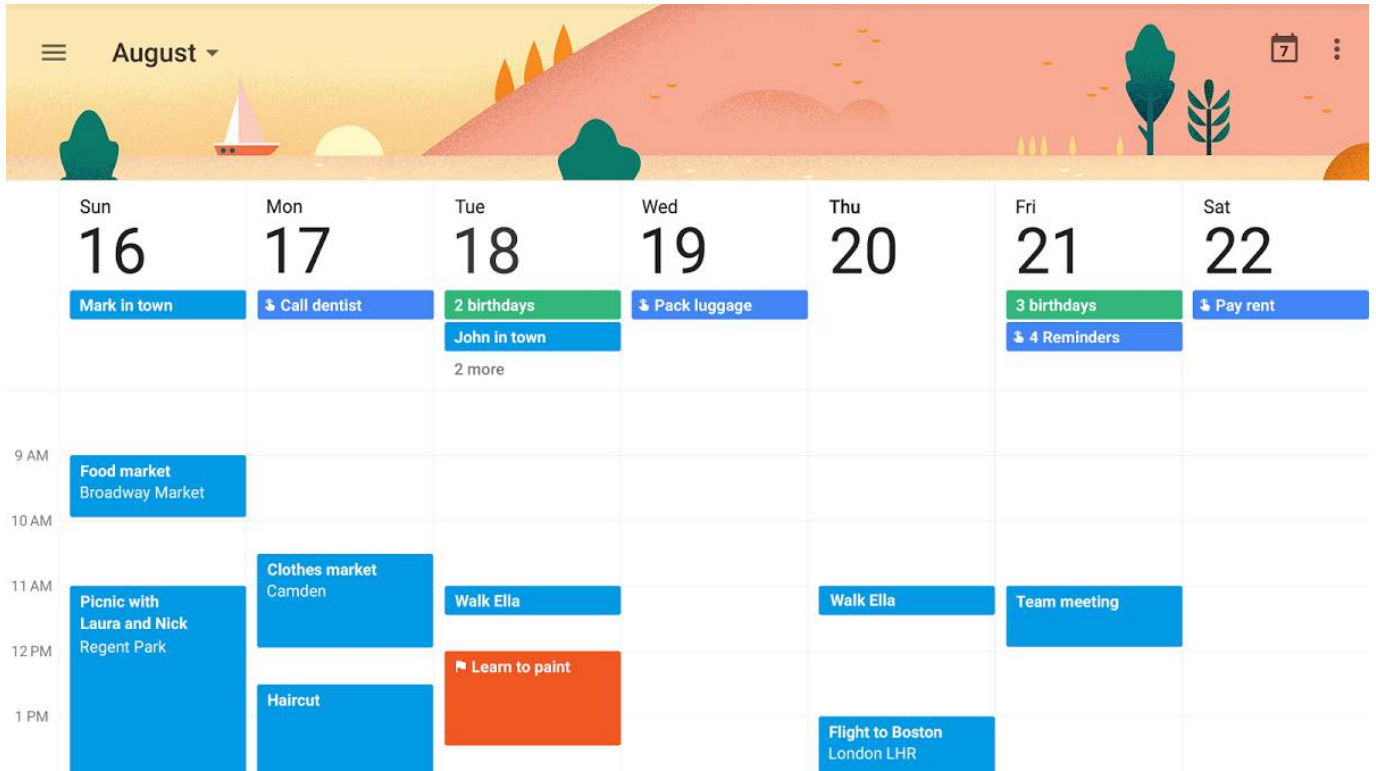 August
7
Sun
16
Mon
17
Tue
18
Wed
19
Thu
20
Fri
21
Sat
22
Mark in town
Call dentist
2 birthdays
Pack luggage
3 birthdays
Pay rent
John in town
4 Reminders
2 more
9 AM
Food market
Broadway Market
10 AM
Clothes market
Camden
11 AM
Picnic with
Laura and Nick
Regent Park
Walk Ella
Walk Ella
Team meeting
12 PM
Learn to paint
Haircut
1 PM
Flight to Boston
London LHR